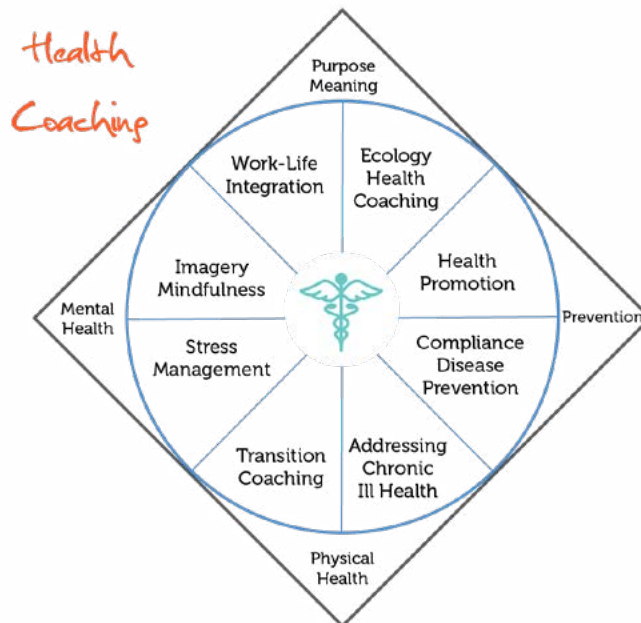 Health
Coaching
Purpose
Meaning
Work-Life
Integration
Ecology
Health
Coaching
Imagery
Mindfulness
Health
Promotion
Mental
Health
Prevention
Stress
Management
Compliance
Disease
Prevention
Transition
Coaching
Addressing
Chronic
Ill Health
Physical
Health